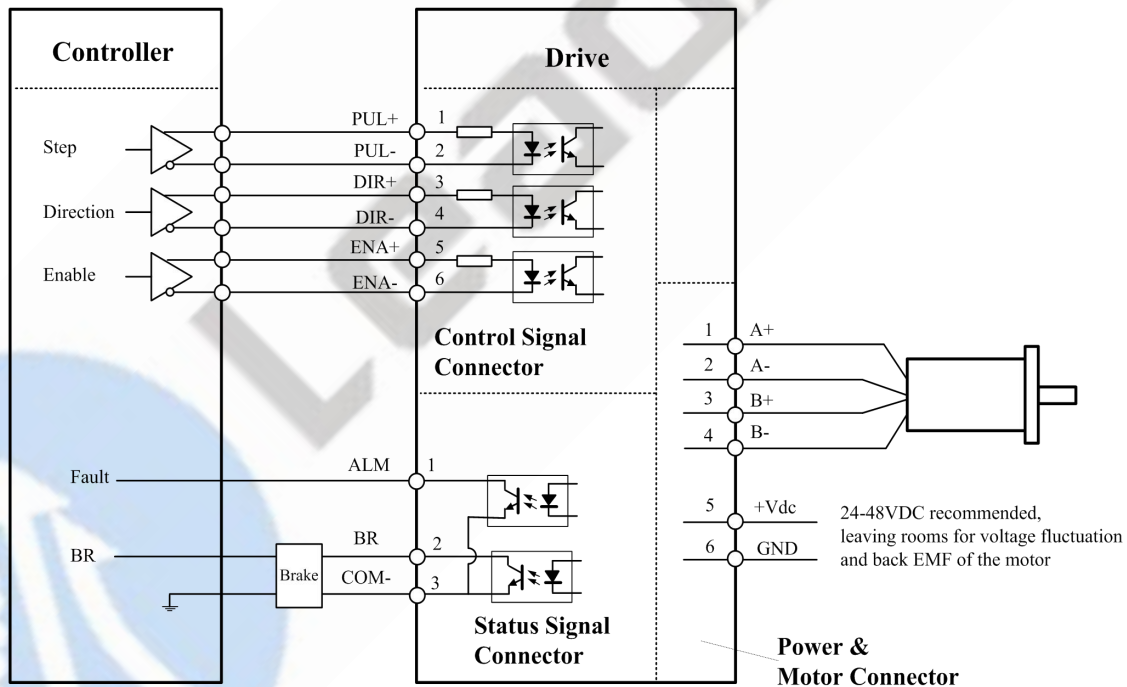 Controller
Drive
Step
Direction
Enable
PUL+
PUL-
DIR+
DIR-
ENA+
ENA-
1
2
3
4
5
6
Control Signal
Connector
Fault
BR
Brake
ALM
BR
COM-
1
2
3
Status Signal
Connector
1
2
3
4
5
6
A+
A-
B+
B-
+Vdc
GND
24-48VDC recommended,
leaving rooms for voltage fluctuation
and back EMF of the motor
Power &
Motor Connector